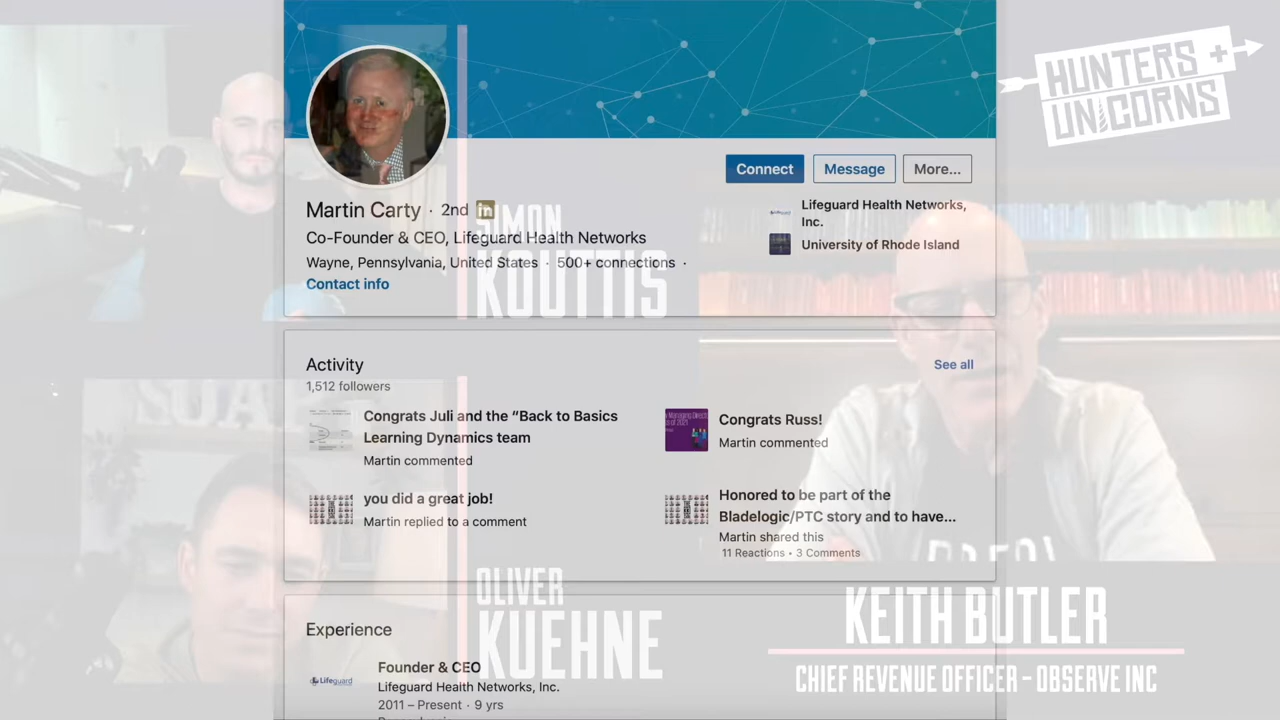 HUNTERS +
UNICORNS
Connect
Message
More...
Martin Carty · 2nd in
Co-Founder & CEO, Lifeguard Health Networks
Wayne, Pennsylvania, United States · 500+ connections ·
Contact info
Lifeguard Health Networks,
Inc.
University of Rhode Island
SIMON
KOUTTIS
Activity
1,512 followers
See all
Congrats Juli and the “Back to Basics
Learning Dynamics team
Martin commented
Congrats Russ!
Martin commented
you did a great job!
Martin replied to a comment
Honored to be part of the
Bladelogic/PTC story and to have...
Martin shared this
11 Reactions • 3 Comments
OLIVER
KUEHNE
KEITH BUTLER
CHIEF REVENUE OFFICER - OBSERVE INC
Experience
Lifeguard
Founder & CEO
Lifeguard Health Networks, Inc.
2011 – Present · 9 yrs